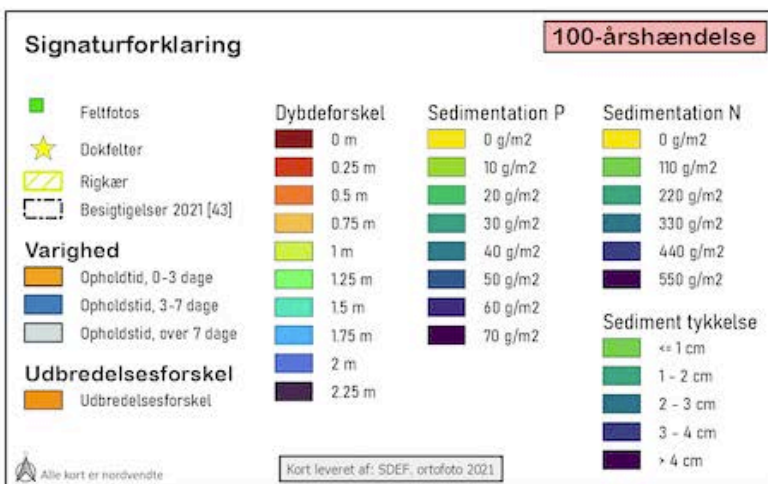 Signaturforklaring
100-årshændelse
Feltfotos
Dokfelter
Rigkær
Besigtigelser 2021 [43]
Varighed
Opholdtid, 0-3 dage
Opholdstid, 3-7 dage
Opholdstid, over 7 dage
Udbredelsesforskel
Udbredelsesforskel
Alle kort er nordvendte
Dybdeforskel
0 m
0.25 m
0.5 m
0.75 m
1 m
1.25 m
1.5 m
1.75 m
2 m
2.25 m
Kort leveret af: SDEF, ortofoto 2021
Sedimentation P
0 g/m2
10 g/m2
20 g/m2
30 g/m2
40 g/m2
50 g/m2
60 g/m2
70 g/m2
Sedimentation N
0 g/m2
110 g/m2
220 g/m2
330 g/m2
440 g/m2
550 g/m2
Sediment tykkelse
<= 1 cm
1 - 2 cm
2 - 3 cm
3 - 4 cm
> 4 cm